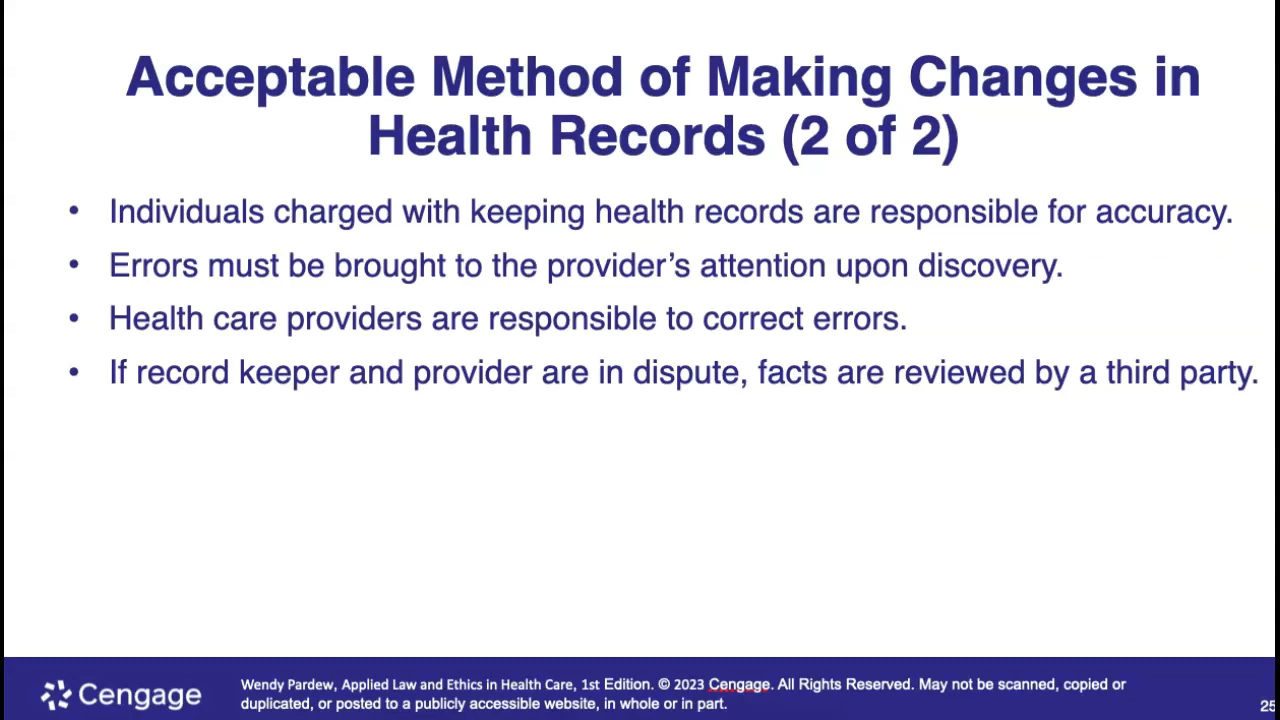 Acceptable Method of Making Changes in
Health Records (2 of 2)
• Individuals charged with keeping health records are responsible for accuracy.
• Errors must be brought to the provider’s attention upon discovery.
• Health care providers are responsible to correct errors.
• If record keeper and provider are in dispute, facts are reviewed by a third party.
Cengage
Wendy Pardew, Applied Law and Ethics in Health Care, 1st Edition. © 2023 Cengage. All Rights Reserved. May not be scanned, copied or
duplicated, or posted to a publicly accessible website, in whole or in part.
25